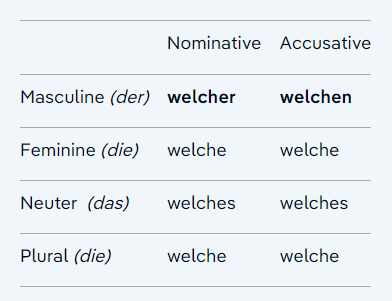 Nominative Accusative
Masculine (der) welcher welchen
Feminine (die) welche welche
Neuter (das) welches welches
Plural (die) welche welche